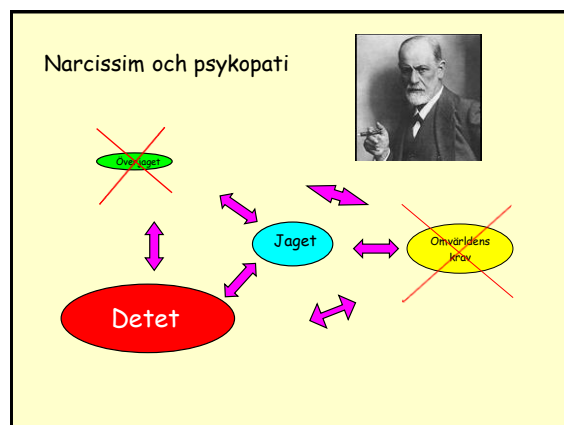 Narcissim och psykopati
Överjaget
Jaget
Omvärldens
krav
Detet